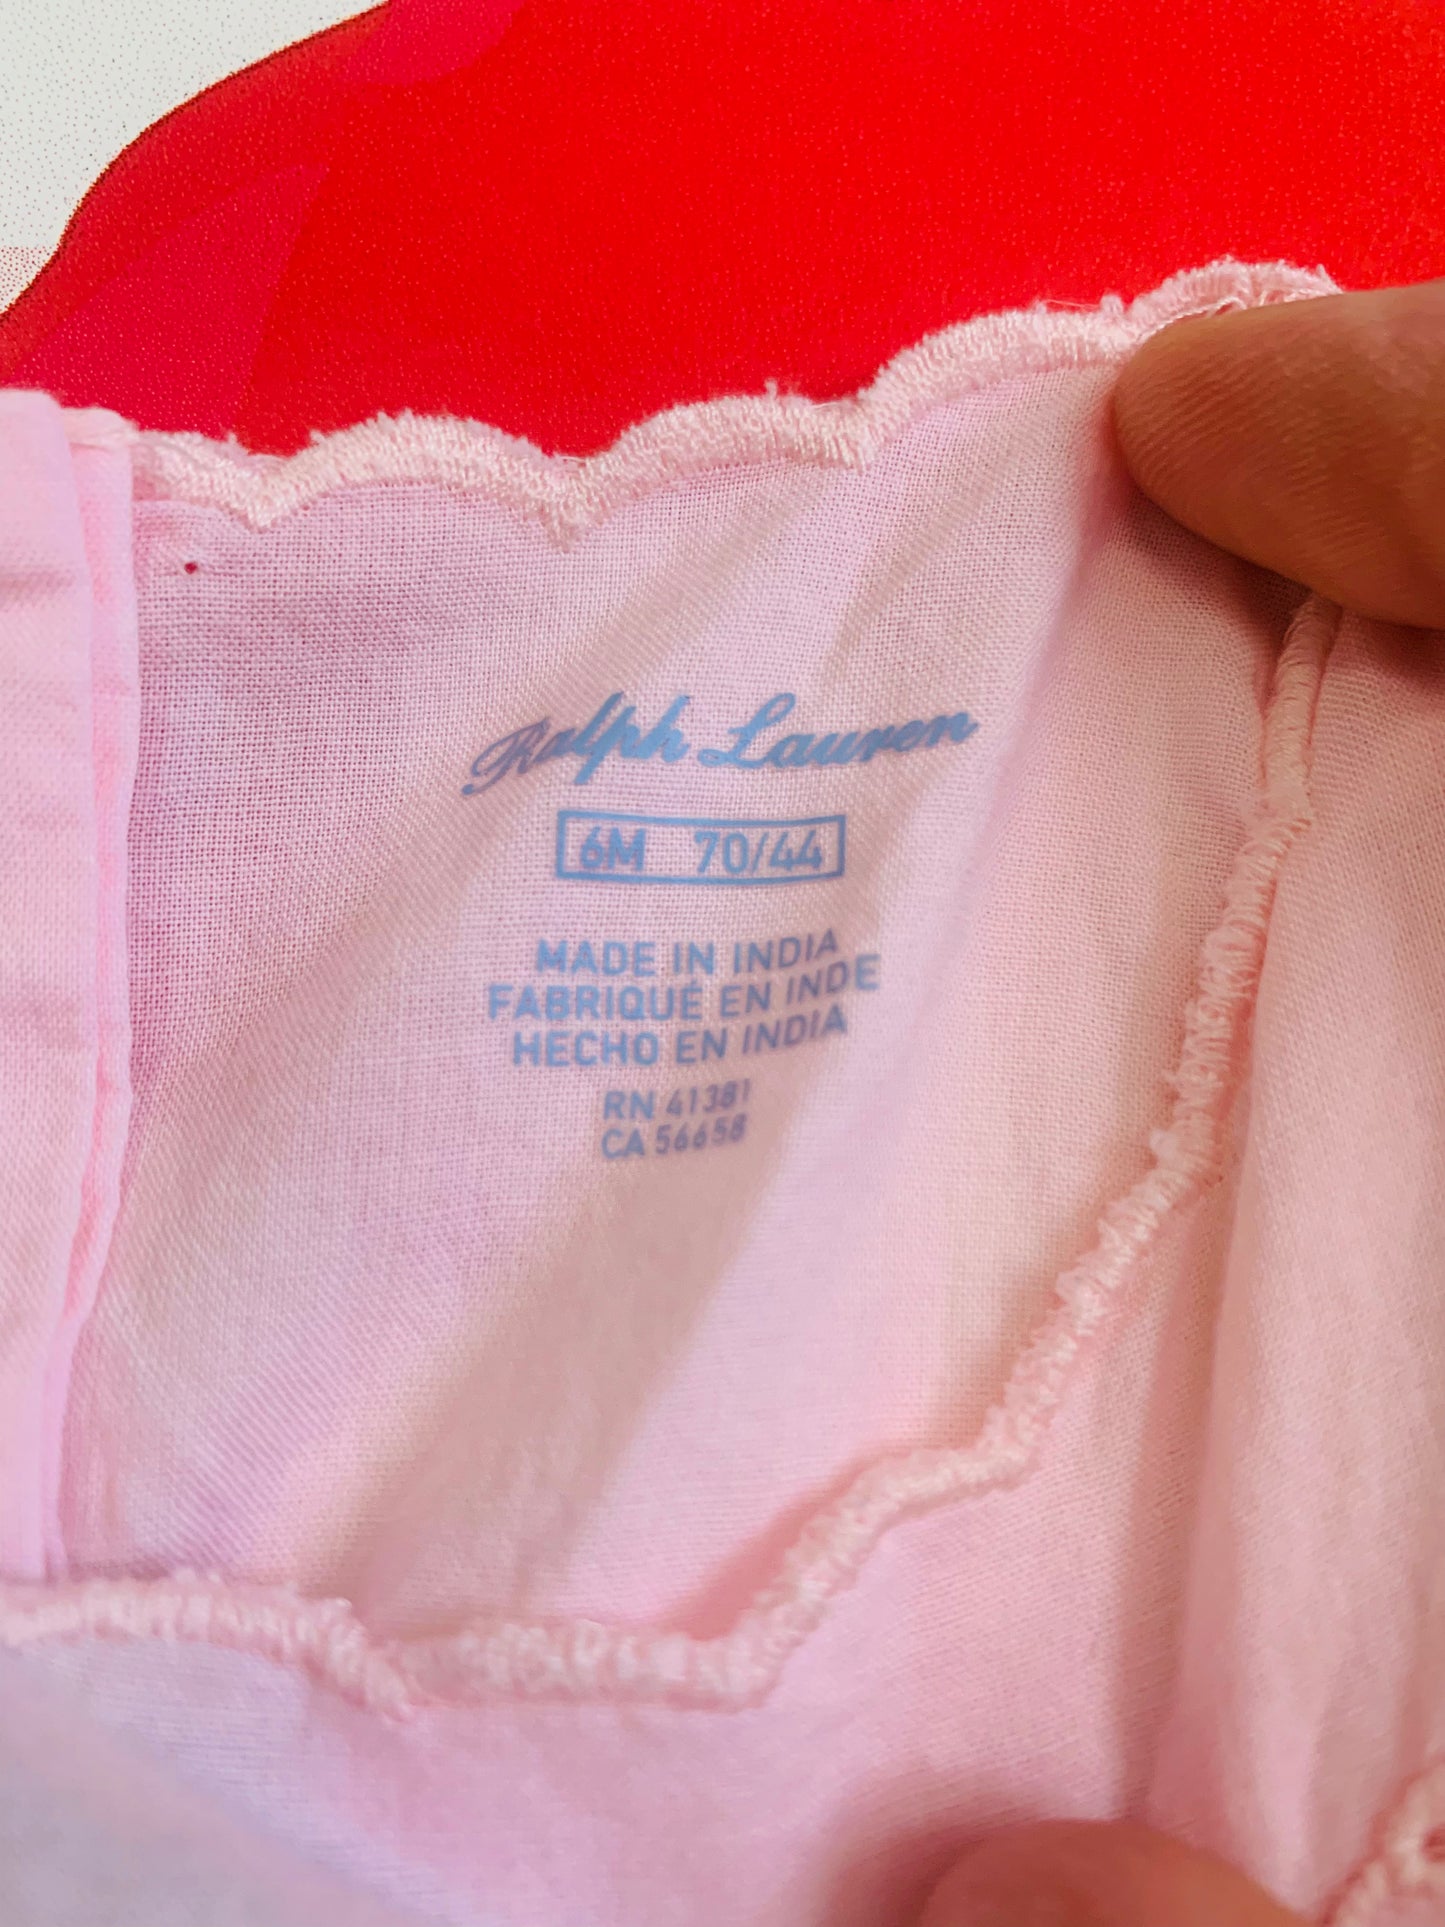 Ralph Lauren
6M 70/44
MADE IN INDIA
FABRIQUÉ EN INDE
HECHO EN INDIA
RN 41381
CA 56658